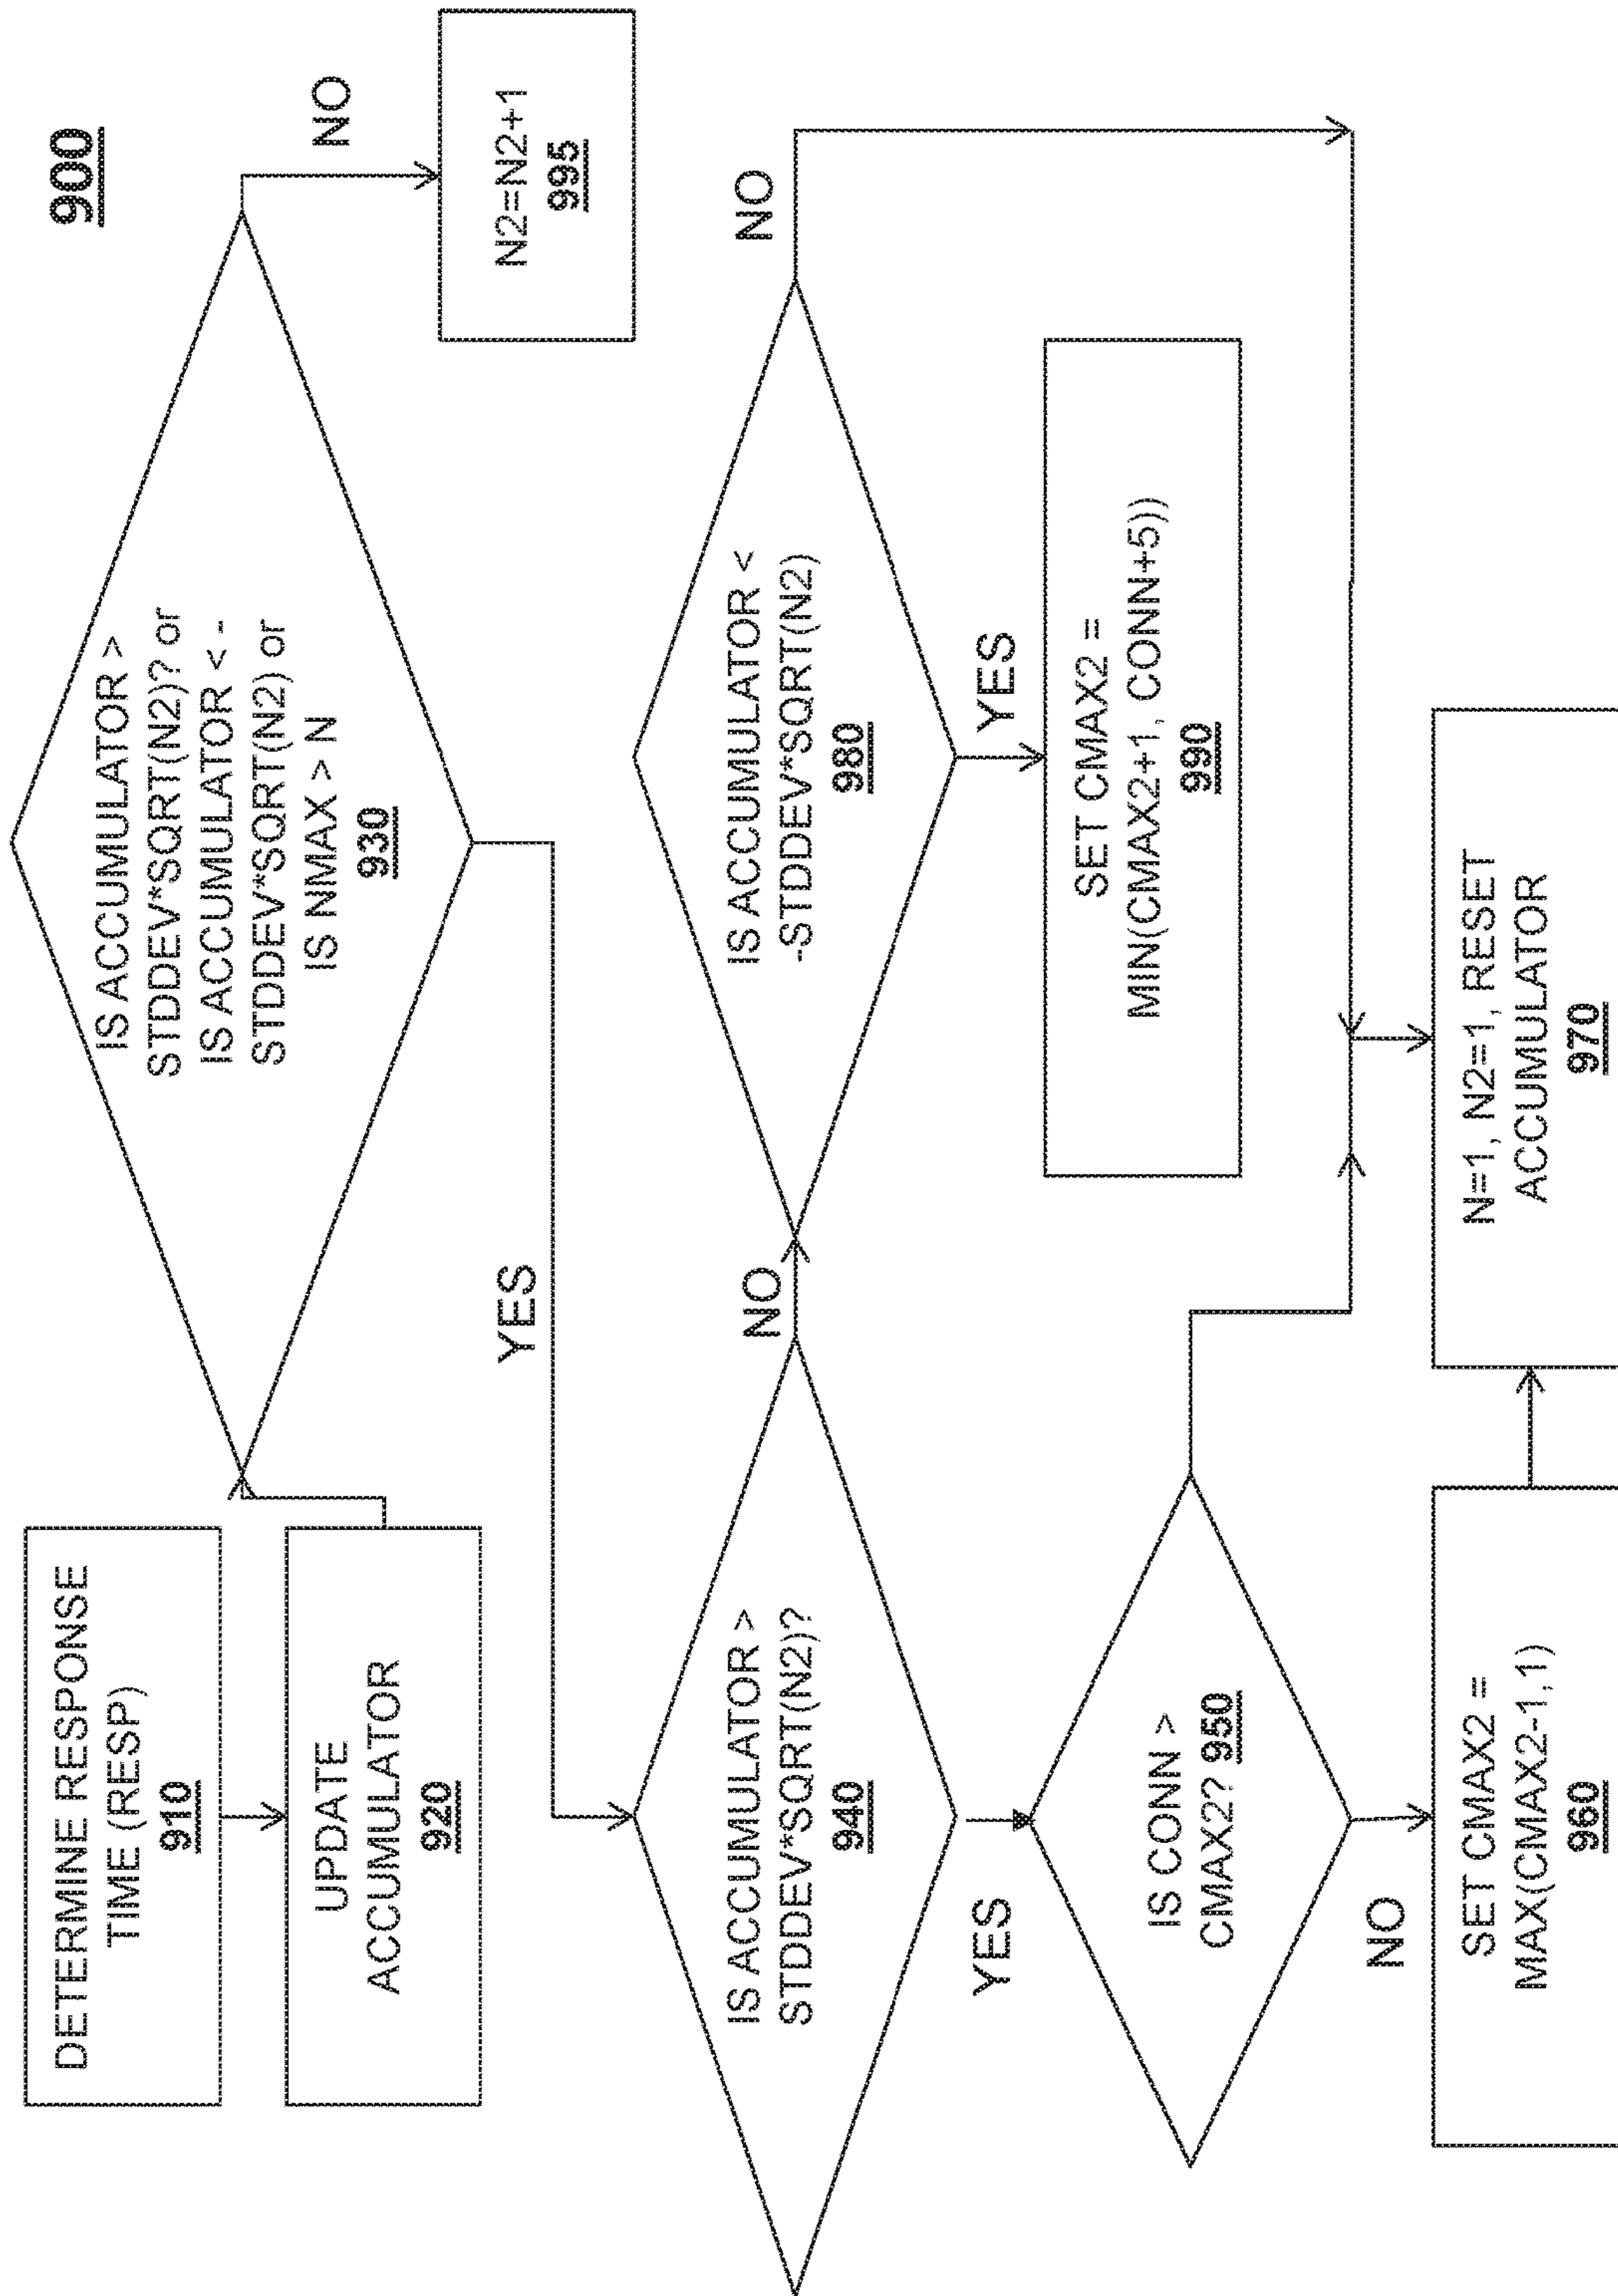 900
DETERMINE RESPONSE
TIME (RESP)
910
UPDATE
ACCUMULATOR
920
IS ACCUMULATOR >
STDDEV*SQRT(N2)? or
IS ACCUMULATOR < -
STDDEV*SQRT(N2) or
IS NMAX > N
930
NO
N2=N2+1
995
YES
IS ACCUMULATOR >
STDDEV*SQRT(N2)?
940
NO
IS ACCUMULATOR <
-STDDEV*SQRT(N2)
980
NO
YES
SET CMAX2 =
MIN(CMAX2+1, CONN+5))
990
YES
IS CONN >
CMAX2? 950
NO
SET CMAX2 =
MAX(CMAX2-1,1)
960
N=1, N2=1, RESET
ACCUMULATOR
970